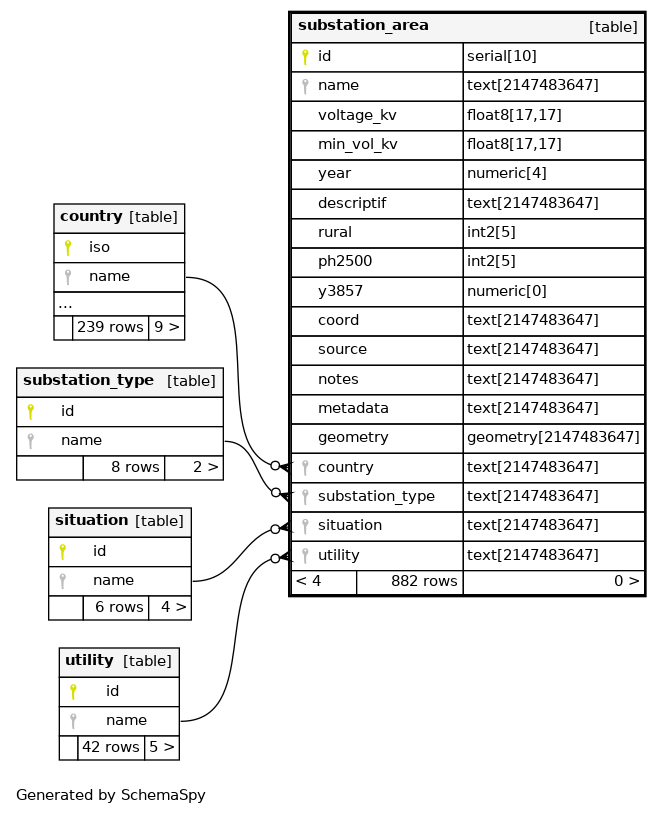 substation_area [table]
id serial[10]
name text[2147483647]
voltage_kv float8[17,17]
min_vol_kv float8[17,17]
year numeric[4]
descriptif text[2147483647]
rural int2[5]
ph2500 int2[5]
y3857 numeric[0]
coord text[2147483647]
source text[2147483647]
notes text[2147483647]
metadata text[2147483647]
geometry geometry[2147483647]
country text[2147483647]
substation_type text[2147483647]
situation text[2147483647]
utility text[2147483647]
< 4 882 rows 0 >
country [table]
iso
name
...
239 rows 9 >
substation_type [table]
id
name
8 rows 2 >
situation [table]
id
name
6 rows 4 >
utility [table]
id
name
42 rows 5 >
Generated by SchemaSpy